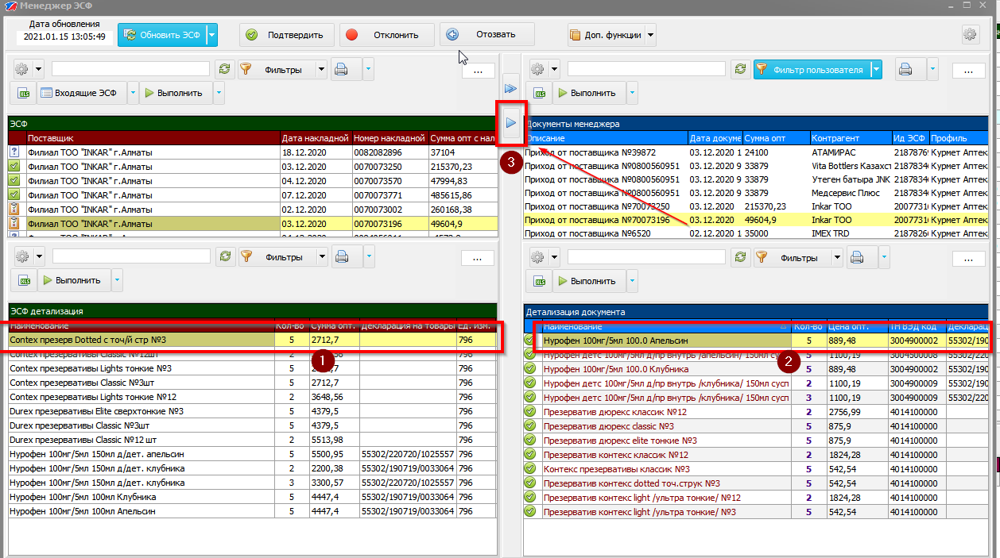 Менеджер ЭСФ
Дата обновления
2021.01.15 13:05:49
Обновить ЭСФ
Подтвердить
Отклонить
Отозвать
Доп. функции
Фильтры
...
XLS
Входящие ЭСФ
Выполнить
ЭСФ
Поставщик Дата накладной Номер накладной Сумма опт с нал
Филиал ТОО "INKAR" г.Алматы 18.12.2020 0082082896 37104
Филиал ТОО "INKAR" г.Алматы 03.12.2020 0070073250 215370,23
Филиал ТОО "INKAR" г.Алматы 04.12.2020 0070073570 47994,83
Филиал ТОО "INKAR" г.Алматы 07.12.2020 0070073771 485615,86
Филиал ТОО "INKAR" г.Алматы 02.12.2020 0070073002 260168,38
Филиал ТОО "INKAR" г.Алматы 03.12.2020 0070073196 49604,9
3
Фильтр пользователя
...
XLS
Выполнить
Документы менеджера
Описание Дата докуме Сумма опт Контрагент Ид ЭСФ Профиль
Приход от поставщика №39872 03.12.2020 1 24100 АТАМИРАС 2187876 Курмет Аптек
Приход от поставщика №0800560951 03.12.2020 9 33879 Vita Bottlers Казахст 2187834 Курмет Аптек
Приход от поставщика №0800560951 03.12.2020 9 33879 Утеген батыра JNK 2187834 Курмет Аптек
Приход от поставщика №0800560951 03.12.2020 9 33879 Медсервис Плюс 2187834 Курмет Аптек
Приход от поставщика №70073250 03.12.2020 215370,23 Inkar ТОО 2007731 Курмет Аптек
Приход от поставщика №70073196 03.12.2020 49604,9 Inkar ТОО 2007731 Курмет Аптек
Приход от поставщика №6520 02.12.2020 1 35000 IMEX TRD 2187826 Курмет Аптек
Фильтры
...
XLS
Выполнить
ЭСФ детализация
Наименование Кол-во Сумма опт. Декларация на товары Ед. изм.
Contex презерв Dotted с точ/й стр №3 5 2712,7 796
1
Contex презервативы Classic №12шт 2 796
Contex презервативы Lights тонкие №3 5 796
Contex презервативы Classic №3шт 5 2712,7 796
Contex презервативы Lights тонкие №12 2 3648,56 796
Durex презервативы Elite сверхтонкие №3 5 4379,5 796
Durex презервативы Classic №3шт 5 4379,5 796
Durex презервативы Classic №12 шт 2 5513,98 796
Нурофен 100мг/5мл 150мл д/дет. апельсин 5 5500,95 55302/220720/1025557 796
Нурофен 100мг/5мл 150мл д/дет. клубника 2 2200,38 55302/190719/0033064 796
Нурофен 100мг/5мл 150мл д/дет. клубника 3 3300,57 55302/220720/1025557 796
Нурофен 100мг/5мл 100мл Клубника 5 4447,4 55302/190719/0033064 796
Нурофен 100мг/5мл 100мл Апельсин 5 4447,4 55302/190719/0033064 796
Фильтры
...
XLS
Выполнить
Детализация документа
Наименование Кол-во Цена опт. ТН ВЭД код Декларац
Нурофен 100мг/5мл 100.0 Апельсин 5 889,48 3004900002 55302/190
2
Нурофен детс 100мг/5мл д/пр внутрь /апельсин/ 150мл сусп 5 1100,19 55302/220
Нурофен 100мг/5мл 100.0 Клубника 5 889,48 3004900002 55302/190
Нурофен детс 100мг/5мл д/пр внутрь /клубника/ 150мл сусп 2 1100,19 3004900009 55302/190
Нурофен детс 100мг/5мл д/пр внутрь /клубника/ 150мл сусп 3 1100,19 3004900009 55302/220
Презерватив дюрекс классик №12 2 2756,99 4014100000
Презерватив дюрекс classic №3 5 875,9 4014100000
Презерватив дюрекс elite тонкие №3 5 875,9 4014100000
Презерватив контекс классик №12 2 1824,28 4014100000
Контекс презервативы классик №3 5 542,54 4014100000
Презерватив контекс dotted точ.струк №3 5 542,54 4014100000
Презерватив контекс light /ультра тонкие/ №12 2 1824,28 4014100000
Презерватив контекс light /ультра тонкие/ №3 5 542,54 4014100000